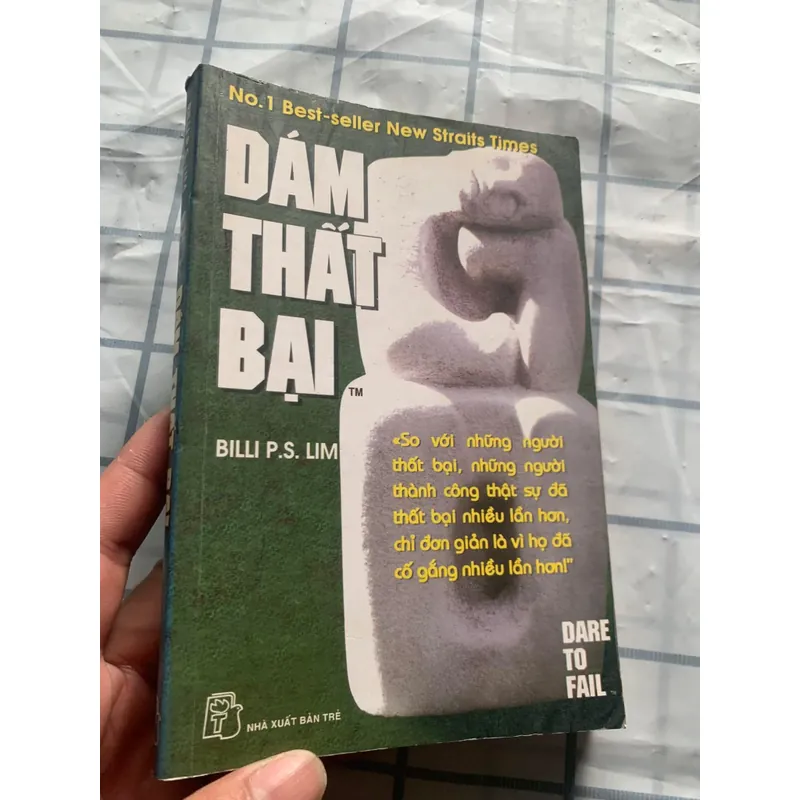 No.1 Best-seller New Straits Times
DÁM
THẤT
BẠI ™
BILLI P.S. LIM
«So với những người
thất bại, những người
thành công thật sự đã
thất bại nhiều lần hơn,
chỉ đơn giản là vì họ đã
cố gắng nhiều lần hơn!"
DARE
TO
FAIL
NHÀ XUẤT BẢN TRẺ